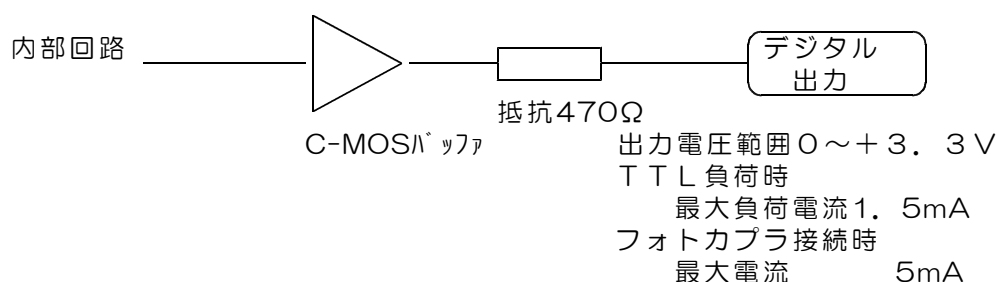 内部回路
デジタル
出力
抵抗470Ω
C-MOSﾊﾞｯﾌｧ
出力電圧範囲０～＋３．３Ｖ
ＴＴＬ負荷時
最大負荷電流1．5mA
フォトカプラ接続時
最大電流　　　5mA